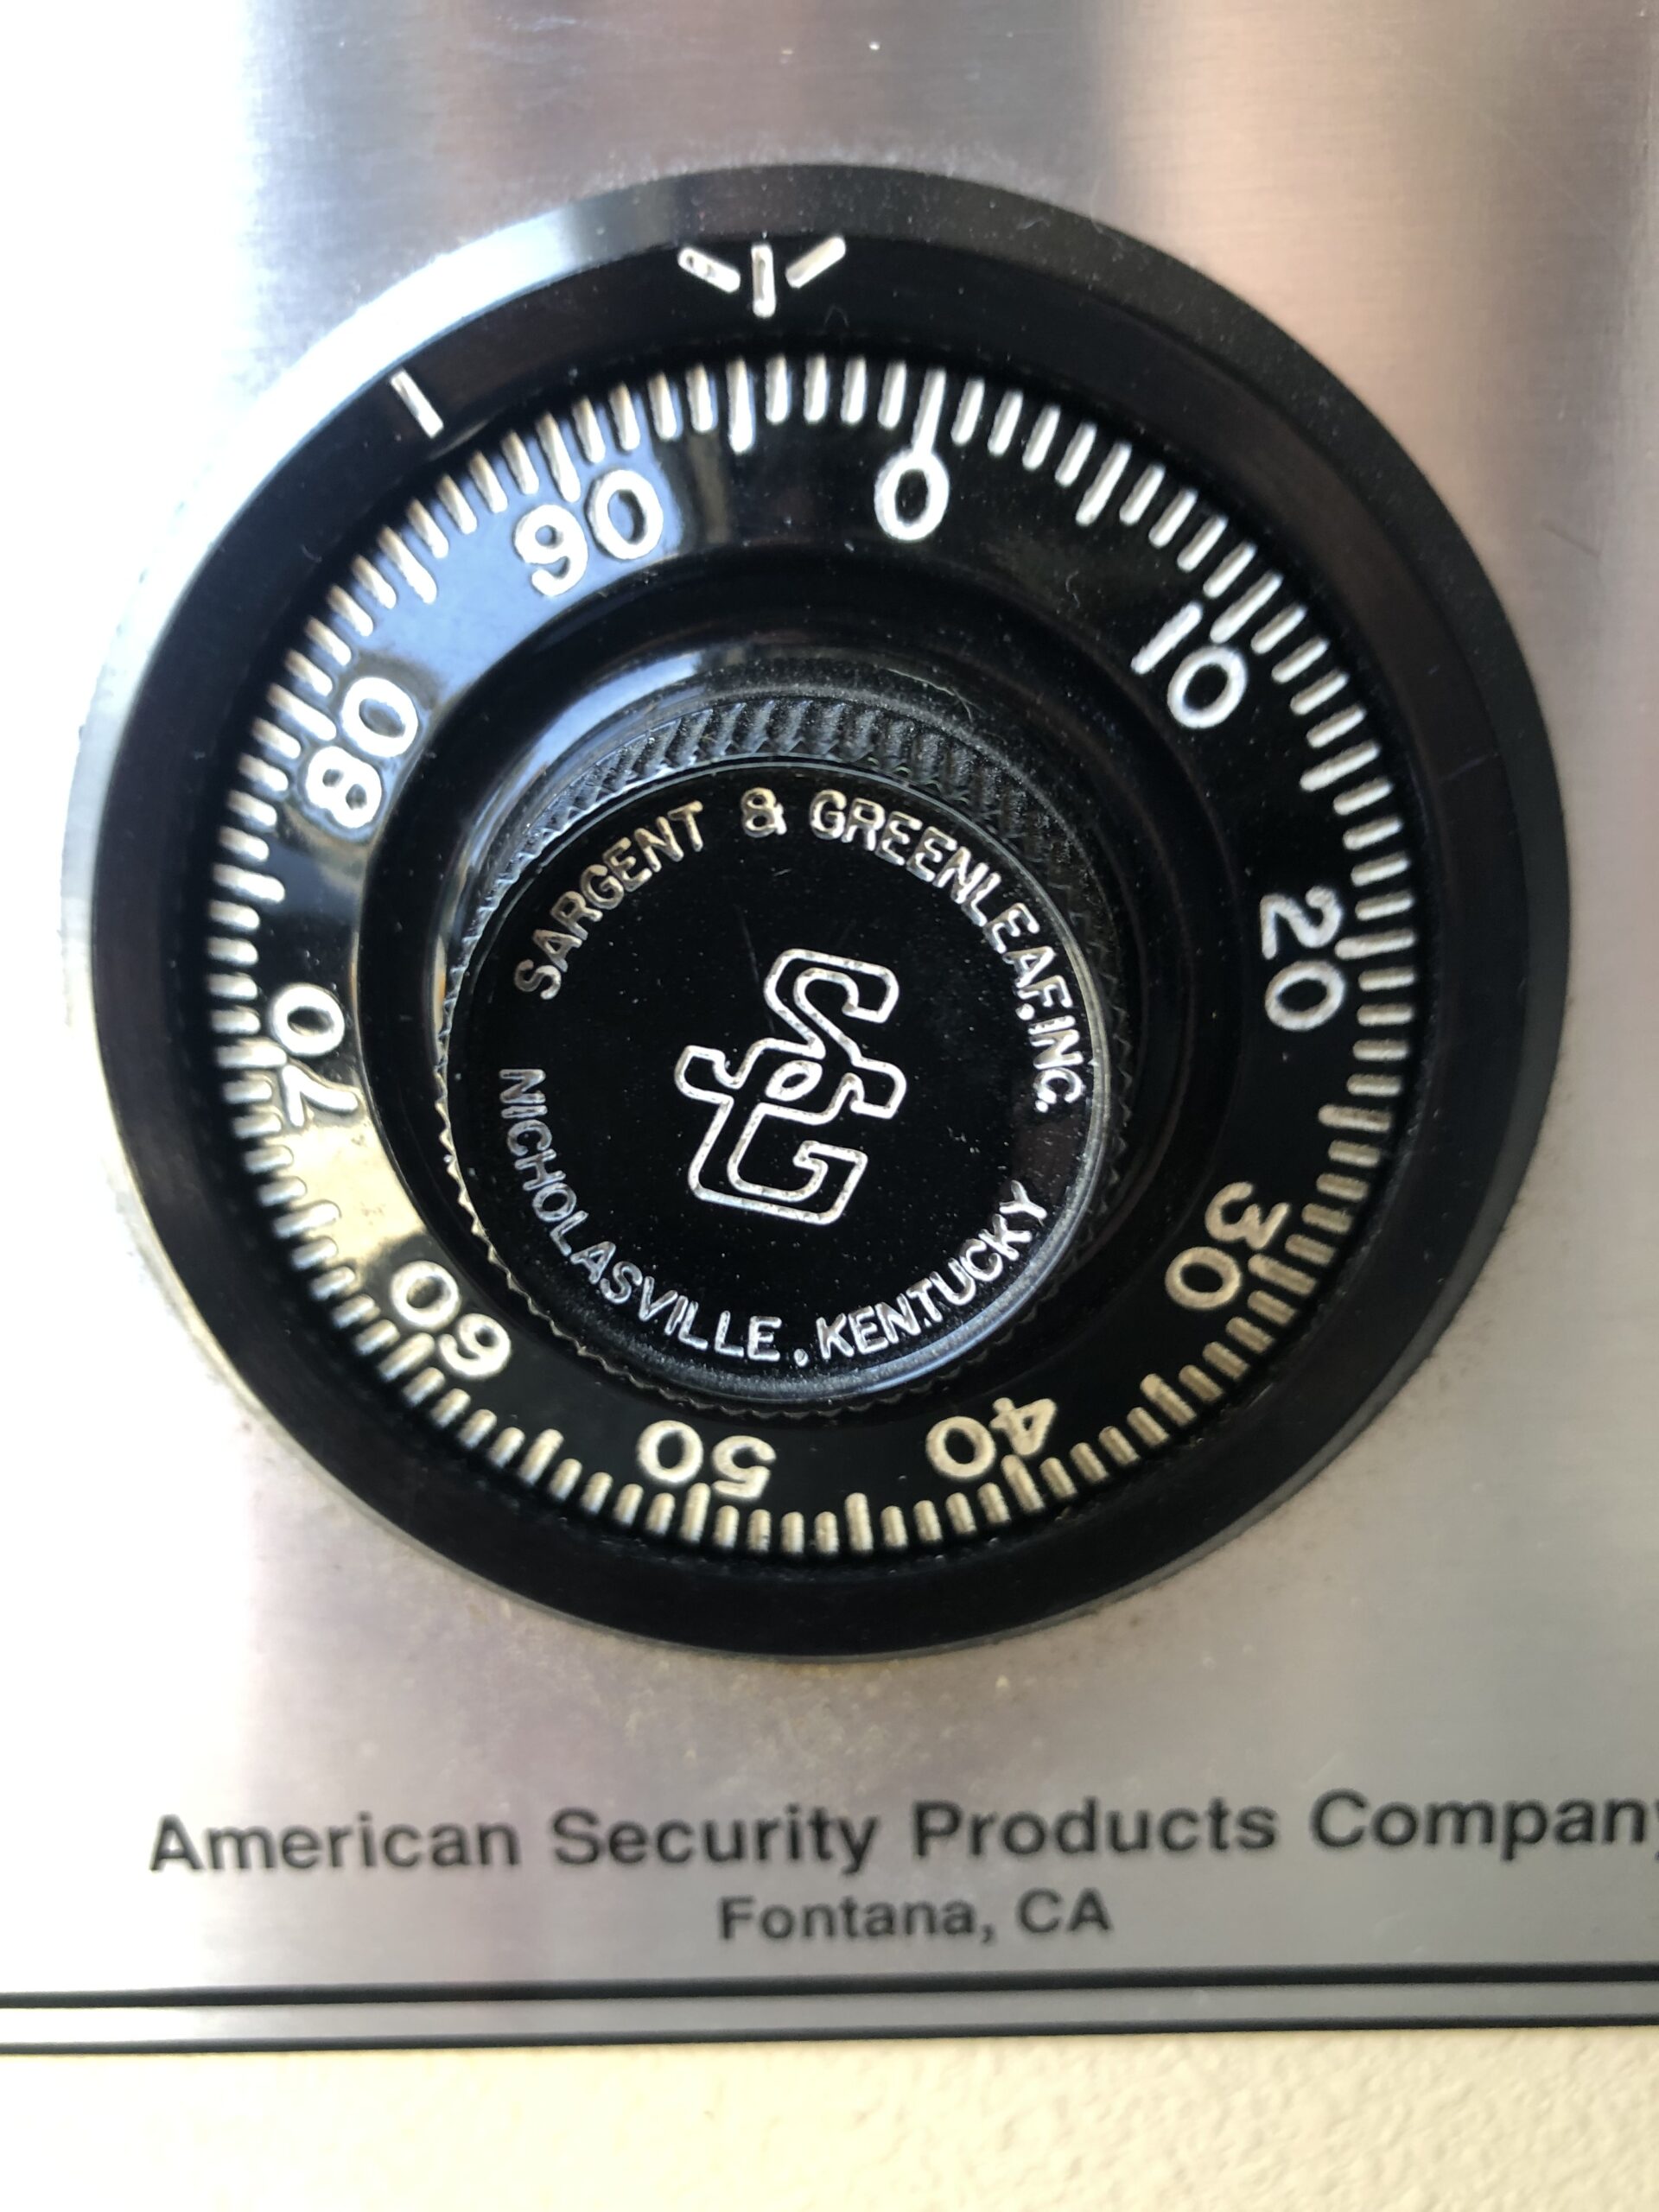 0
10
20
30
40
50
60
70
80
90
SARGENT & GREENLEAF, INC.
SG
NICHOLASVILLE, KENTUCKY
American Security Products Company
Fontana, CA